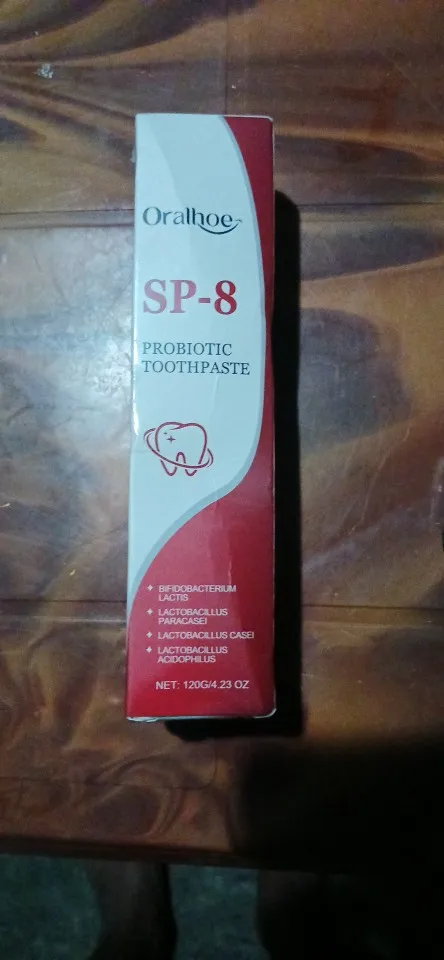 Oralhoe
SP-8
PROBIOTIC
TOOTHPASTE
+ BIFIDOBACTERIUM
LACTIS
+ LACTOBACILLUS
PARACASEI
+ LACTOBACILLUS CASEI
+ LACTOBACILLUS
ACIDOPHILUS
NET: 120G/4.23 OZ